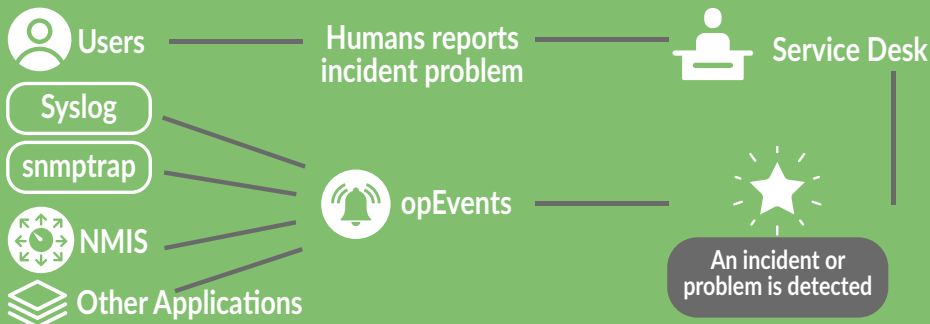 Users
Humans reports
incident problem
Service Desk
Syslog
snmptrap
NMIS
Other Applications
opEvents
An incident or
problem is detected